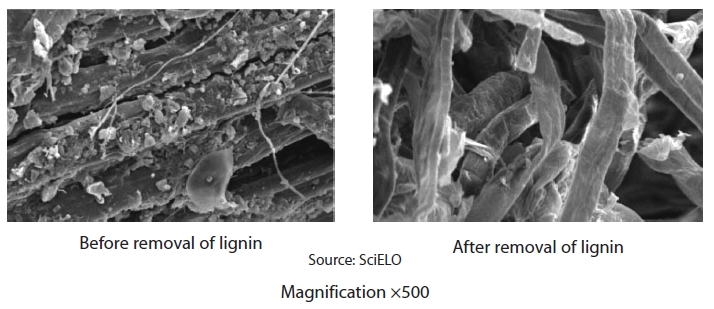 Before removal of lignin
After removal of lignin
Source: SciELO
Magnification ×500